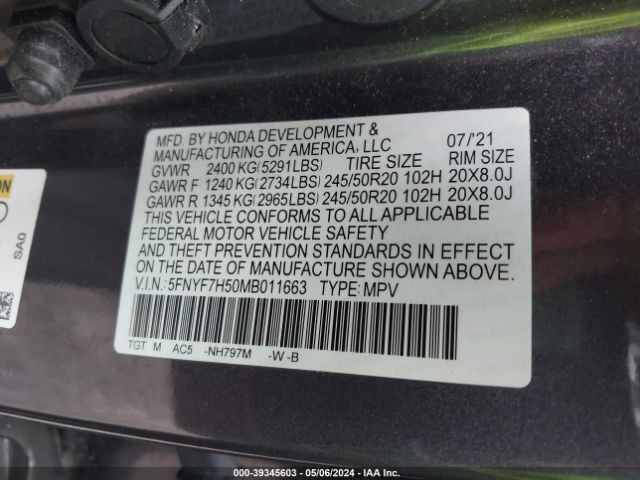 MFD. BY HONDA DEVELOPMENT & 07/'21
MANUFACTURING OF AMERICA, LLC
GVWR 2400 KG(5291LBS) TIRE SIZE RIM SIZE
GAWR F 1240 KG(2734LBS) 245/50R20 102H 20X8.0J
GAWR R 1345 KG(2965LBS) 245/50R20 102H 20X8.0J
THIS VEHICLE CONFORMS TO ALL APPLICABLE
FEDERAL MOTOR VEHICLE SAFETY
AND THEFT PREVENTION STANDARDS IN EFFECT
ON THE DATE OF MANUFACTURE SHOWN ABOVE.
V.I.N.: 5FNYF7H50MB011663 TYPE: MPV
TGT M AC5 -NH797M -W -B
ON
SA0
000-39345603 - 05/06/2024 - IAA Inc.